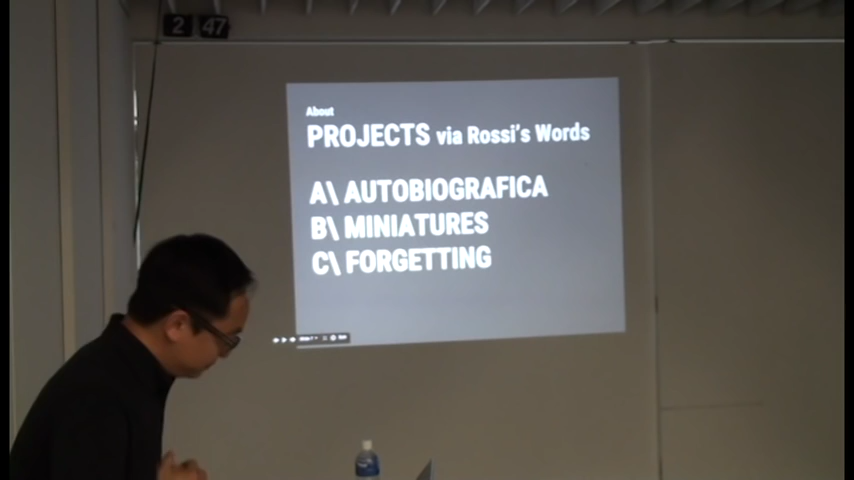 2 47
About
PROJECTS via Rossi's Words
A\ AUTOBIOGRAFICA
B\ MINIATURES
C\ FORGETTING